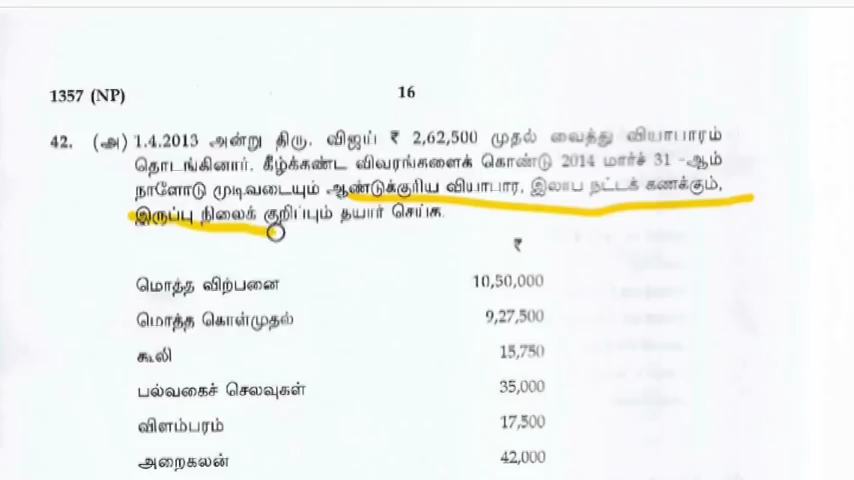 1357 (NP)
16
42. (அ) 1.4.2013 அன்று திரு. விஜய் ₹ 2,62,500 முதல் வைத்து வியாபாரம்
தொடங்கினார். கீழ்க்கண்ட விவரங்களைக் கொண்டு 2014 மார்ச் 31 -ஆம்
நாளோடு முடிவடையும் ஆண்டுக்குரிய வியாபார, இலாப நட்டக் கணக்கும்,
இருப்பு நிலைக் குறிப்பும் தயார் செய்க.
₹
மொத்த விற்பனை 10,50,000
மொத்த கொள்முதல் 9,27,500
கூலி 15,750
பல்வகைச் செலவுகள் 35,000
விளம்பரம் 17,500
அறைகலன் 42,000